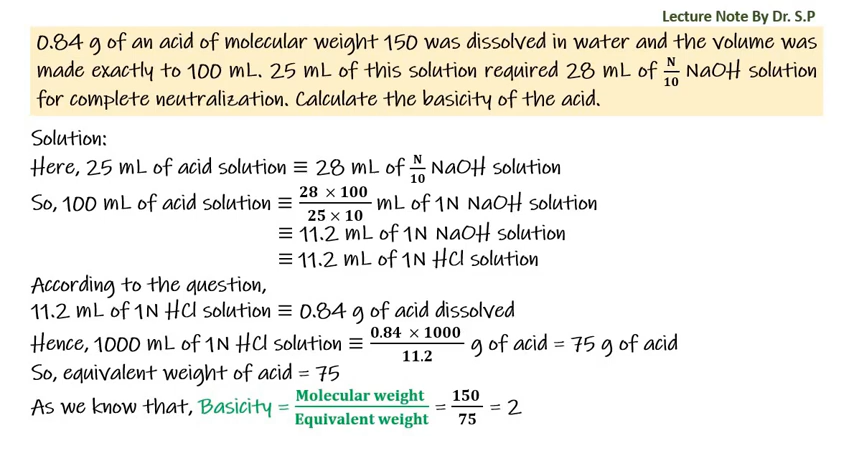 Lecture Note By Dr. S.P
0.84 g of an acid of molecular weight 150 was dissolved in water and the volume was
made exactly to 100 mL. 25 mL of this solution required 28 mL of N/10 NaOH solution
for complete neutralization. Calculate the basicity of the acid.
Solution:
Here, 25 mL of acid solution ≡ 28 mL of N/10 NaOH solution
So, 100 mL of acid solution ≡ 28 × 100 / 25 × 10 mL of 1N NaOH solution
≡ 11.2 mL of 1N NaOH solution
≡ 11.2 mL of 1N HCl solution
According to the question,
11.2 mL of 1N HCl solution ≡ 0.84 g of acid dissolved
Hence, 1000 mL of 1N HCl solution ≡ 0.84 × 1000 / 11.2 g of acid = 75 g of acid
So, equivalent weight of acid = 75
As we know that, Basicity = Molecular weight / Equivalent weight = 150 / 75 = 2